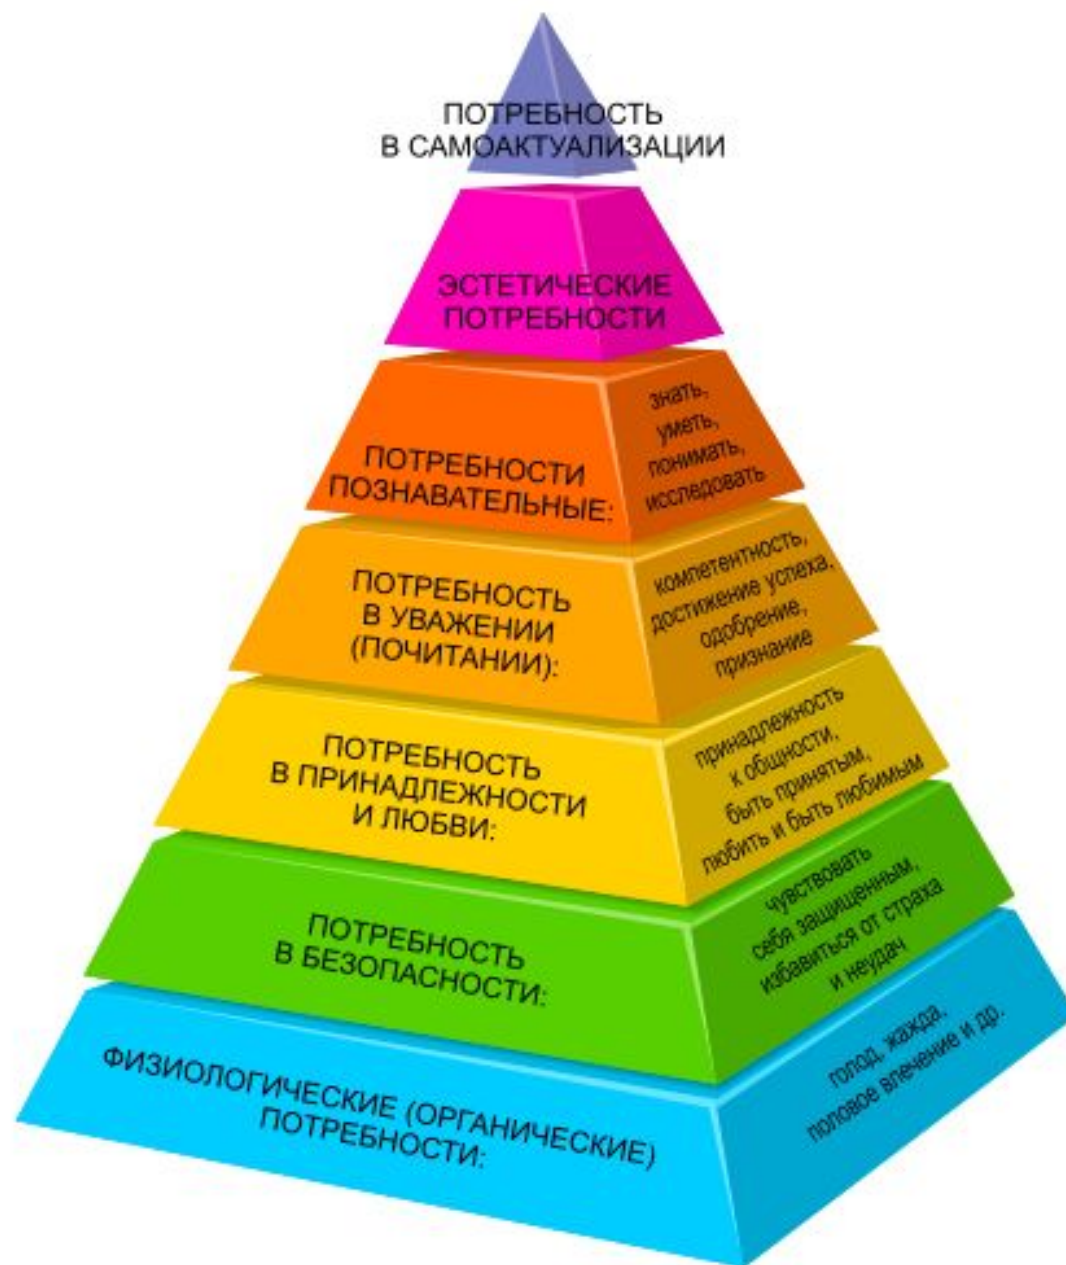 ПОТРЕБНОСТЬ
В САМОАКТУАЛИЗАЦИИ
ЭСТЕТИЧЕСКИЕ
ПОТРЕБНОСТИ
ПОТРЕБНОСТИ
ПОЗНАВАТЕЛЬНЫЕ:
знать,
уметь,
понимать,
исследовать
ПОТРЕБНОСТЬ
В УВАЖЕНИИ
(ПОЧИТАНИИ):
компетентность,
достижение успеха,
одобрение,
признание
ПОТРЕБНОСТЬ
В ПРИНАДЛЕЖНОСТИ
И ЛЮБВИ:
принадлежность
к общности,
быть принятым,
любить и быть любимым
ПОТРЕБНОСТЬ
В БЕЗОПАСНОСТИ:
чувствовать
себя защищенным,
избавиться от страха
и неудач
ФИЗИОЛОГИЧЕСКИЕ (ОРГАНИЧЕСКИЕ)
ПОТРЕБНОСТИ:
голод, жажда,
половое влечение и др.